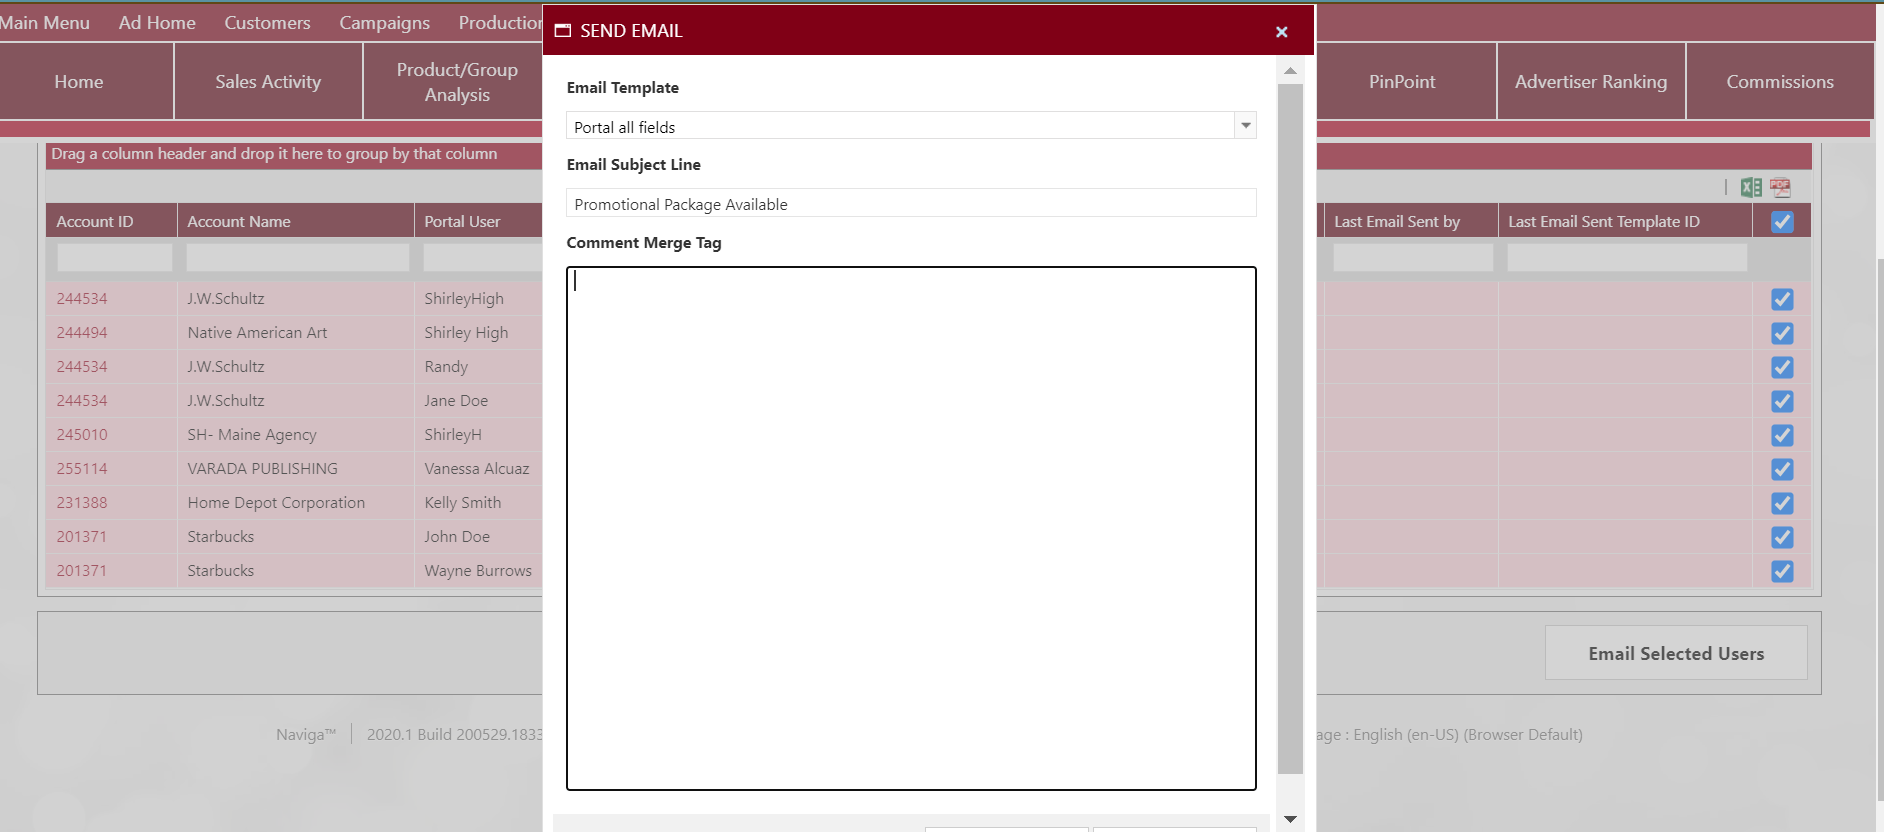 Main Menu Ad Home Customers Campaigns Production
SEND EMAIL
Home Sales Activity Product/Group Analysis PinPoint Advertiser Ranking Commissions
Drag a column header and drop it here to group by that column
Email Template
Portal all fields
Email Subject Line
Promotional Package Available
Comment Merge Tag
Account ID Account Name Portal User Last Email Sent by Last Email Sent Template ID
244534 J.W.Schultz ShirleyHigh
244494 Native American Art Shirley High
244534 J.W.Schultz Randy
244534 J.W.Schultz Jane Doe
245010 SH- Maine Agency ShirleyH
255114 VARADA PUBLISHING Vanessa Alcuaz
231388 Home Depot Corporation Kelly Smith
201371 Starbucks John Doe
201371 Starbucks Wayne Burrows
Email Selected Users
Naviga™ 2020.1 Build 200529.1833 age : English (en-US) (Browser Default)